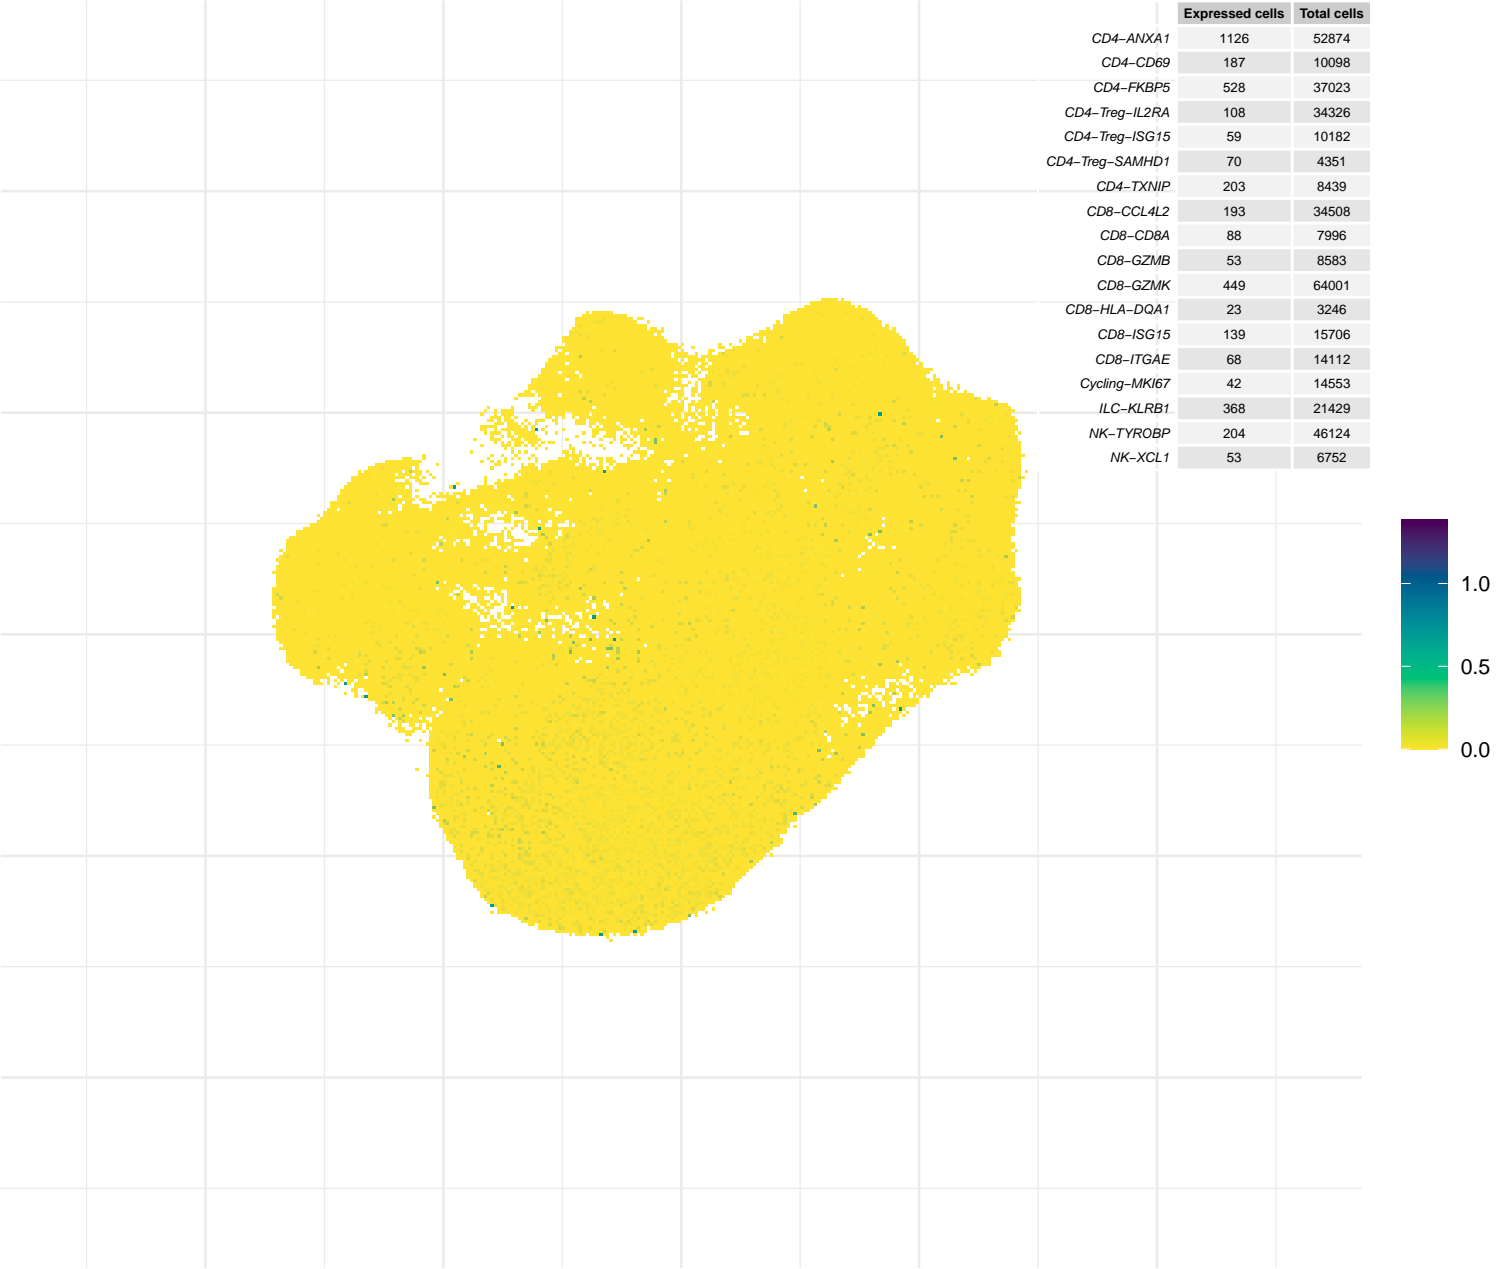 Expressed cells Total cells
CD4−ANXA1 1126 52874
CD4−CD69 187 10098
CD4−FKBP5 528 37023
CD4−Treg−IL2RA 108 34326
CD4−Treg−ISG15 59 10182
CD4−Treg−SAMHD1 70 4351
CD4−TXNIP 203 8439
CD8−CCL4L2 193 34508
CD8−CD8A 88 7996
CD8−GZMB 53 8583
CD8−GZMK 449 64001
CD8−HLA−DQA1 23 3246
CD8−ISG15 139 15706
CD8−ITGAE 68 14112
Cycling−MKI67 42 14553
ILC−KLRB1 368 21429
NK−TYROBP 204 46124
NK−XCL1 53 6752
1.0
0.5
0.0